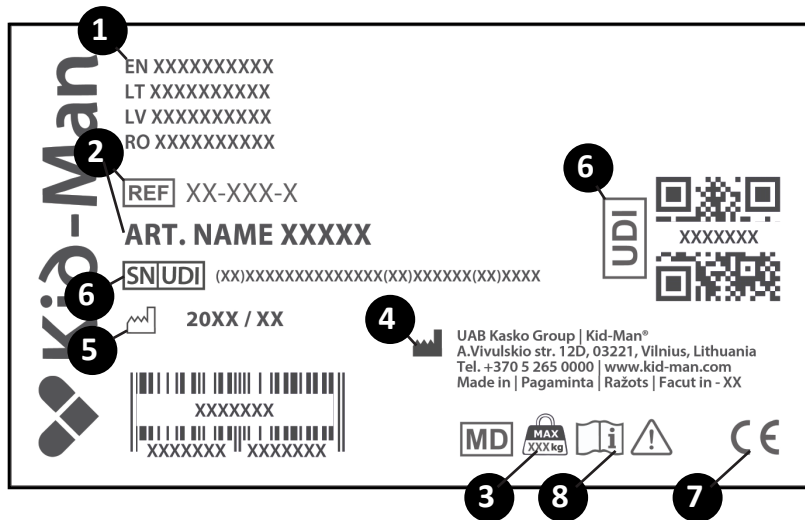 1
EN XXXXXXXXXX
LT XXXXXXXXXX
LV XXXXXXXXXX
RO XXXXXXXXXX
Kid-Man
2
REF XX-XXX-X
ART. NAME XXXXX
6
SN UDI (XX)XXXXXXXXXXXXXX(XX)XXXXXX(XX)XXXX
5
20XX / XX
XXXXXXX
XXXXXXX XXXXXXX
6
UDI
XXXXXXX
4
UAB Kasko Group | Kid-Man®
A.Vivulskio str. 12D, 03221, Vilnius, Lithuania
Tel. +370 5 265 0000 | www.kid-man.com
Made in | Pagaminta | Ražots | Facut in - XX
MD
MAX
XXX kg
i
!
CE
3
8
7